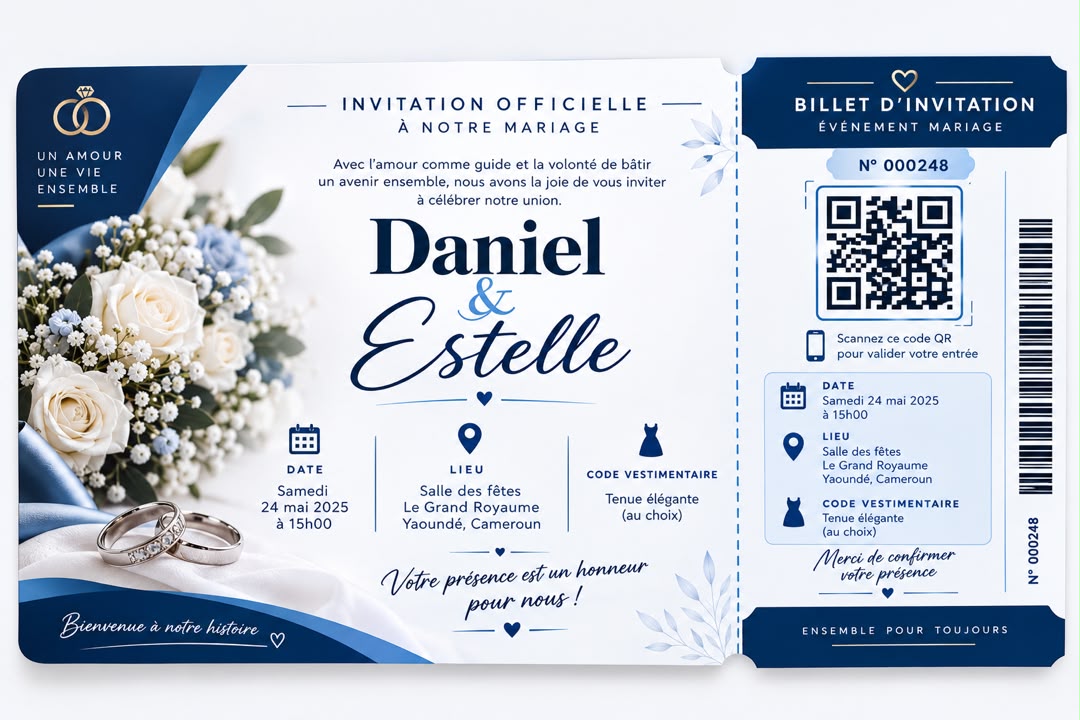 UN AMOUR
UNE VIE
ENSEMBLE
INVITATION OFFICIELLE
À NOTRE MARIAGE
Avec l'amour comme guide et la volonté de bâtir
un avenir ensemble, nous avons la joie de vous inviter
à célébrer notre union.
Daniel
&
Estelle
DATE
Samedi
24 mai 2025
à 15h00
LIEU
Salle des fêtes
Le Grand Royaume
Yaoundé, Cameroun
CODE VESTIMENTAIRE
Tenue élégante
(au choix)
Votre présence est un honneur
pour nous !
Bienvenue à notre histoire
BILLET D'INVITATION
ÉVÉNEMENT MARIAGE
N° 000248
Scannez ce code QR
pour valider votre entrée
DATE
Samedi 24 mai 2025
à 15h00
LIEU
Salle des fêtes
Le Grand Royaume
Yaoundé, Cameroun
CODE VESTIMENTAIRE
Tenue élégante
(au choix)
Merci de confirmer
votre présence
ENSEMBLE POUR TOUJOURS
N° 000248